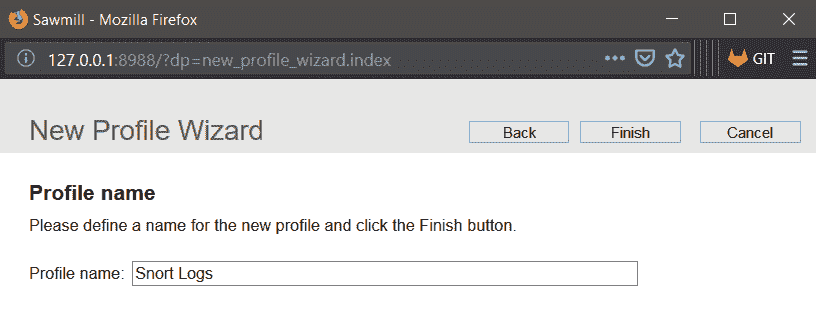 Sawmill - Mozilla Firefox
127.0.0.1:8988/?dp=new_profile_wizard.index
GIT
New Profile Wizard
Back
Finish
Cancel
Profile name
Please define a name for the new profile and click the Finish button.
Profile name: Snort Logs